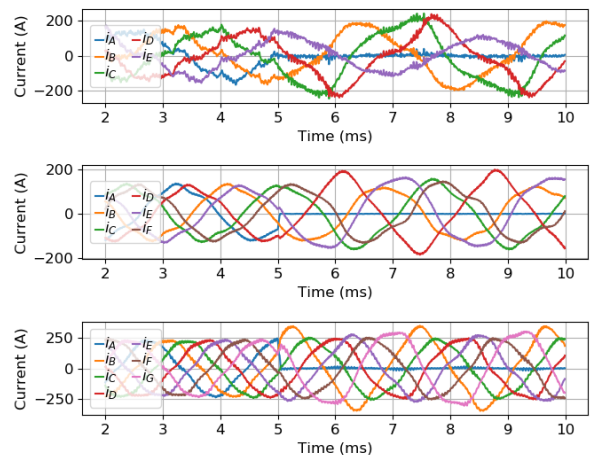 200
0
−200
Current (A)
i_A i_D
i_B i_E
i_C
2 3 4 5 6 7 8 9 10
Time (ms)
200
0
−200
Current (A)
i_A i_D
i_B i_E
i_C i_F
2 3 4 5 6 7 8 9 10
Time (ms)
250
0
−250
Current (A)
i_A i_E
i_B i_F
i_C i_G
i_D
2 3 4 5 6 7 8 9 10
Time (ms)